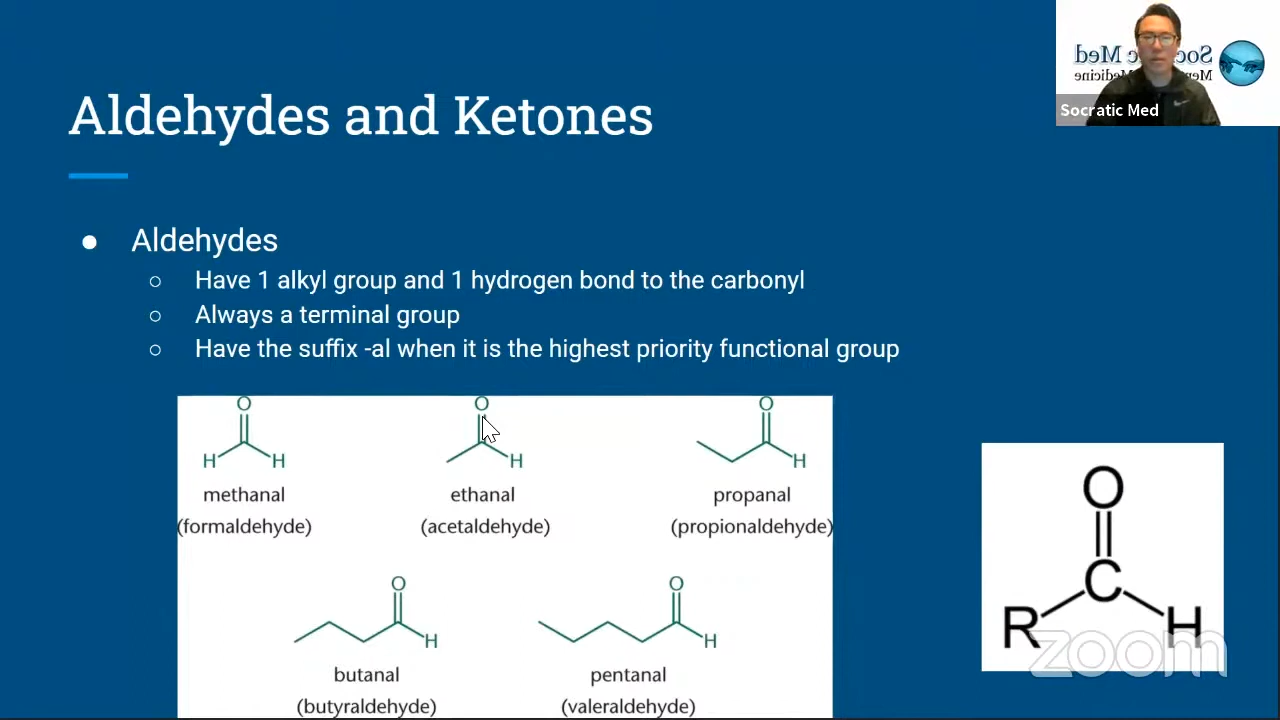 Socratic Med
Aldehydes and Ketones
● Aldehydes
○ Have 1 alkyl group and 1 hydrogen bond to the carbonyl
○ Always a terminal group
○ Have the suffix -al when it is the highest priority functional group
O
H H
methanal
(formaldehyde)
O
H
ethanal
(acetaldehyde)
O
H
propanal
(propionaldehyde)
O
H
butanal
(butyraldehyde)
O
H
pentanal
(valeraldehyde)
O
C
R H
zoom